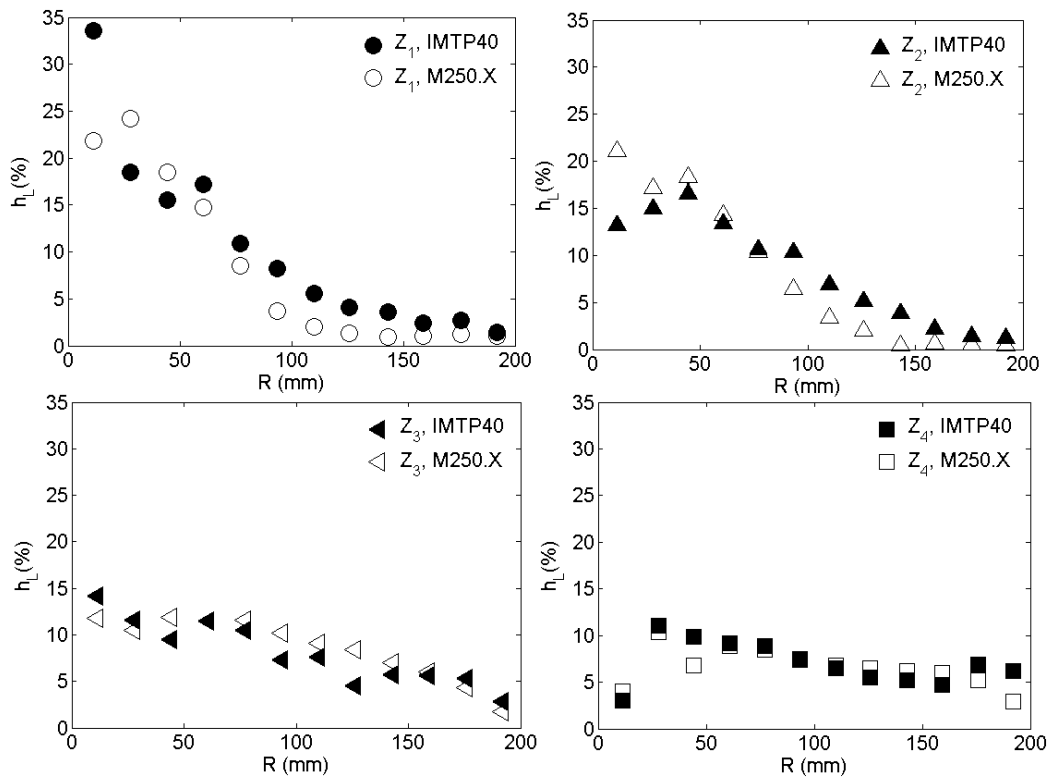 35
30
25
20
15
10
5
0
h_L(%)
0 50 100 150 200
R (mm)
Z_1, IMTP40
Z_1, M250.X
35
30
25
20
15
10
5
0
h_L(%)
0 50 100 150 200
R (mm)
Z_2, IMTP40
Z_2, M250.X
35
30
25
20
15
10
5
0
h_L(%)
0 50 100 150 200
R (mm)
Z_3, IMTP40
Z_3, M250.X
35
30
25
20
15
10
5
0
h_L(%)
0 50 100 150 200
R (mm)
Z_4, IMTP40
Z_4, M250.X